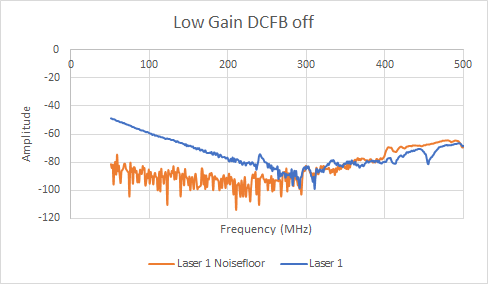 Low Gain DCFB off
0
0 100 200 300 400 500
-20
-40
-60
-80
-100
-120
Amplitude
Frequency (MHz)
Laser 1 Noisefloor Laser 1